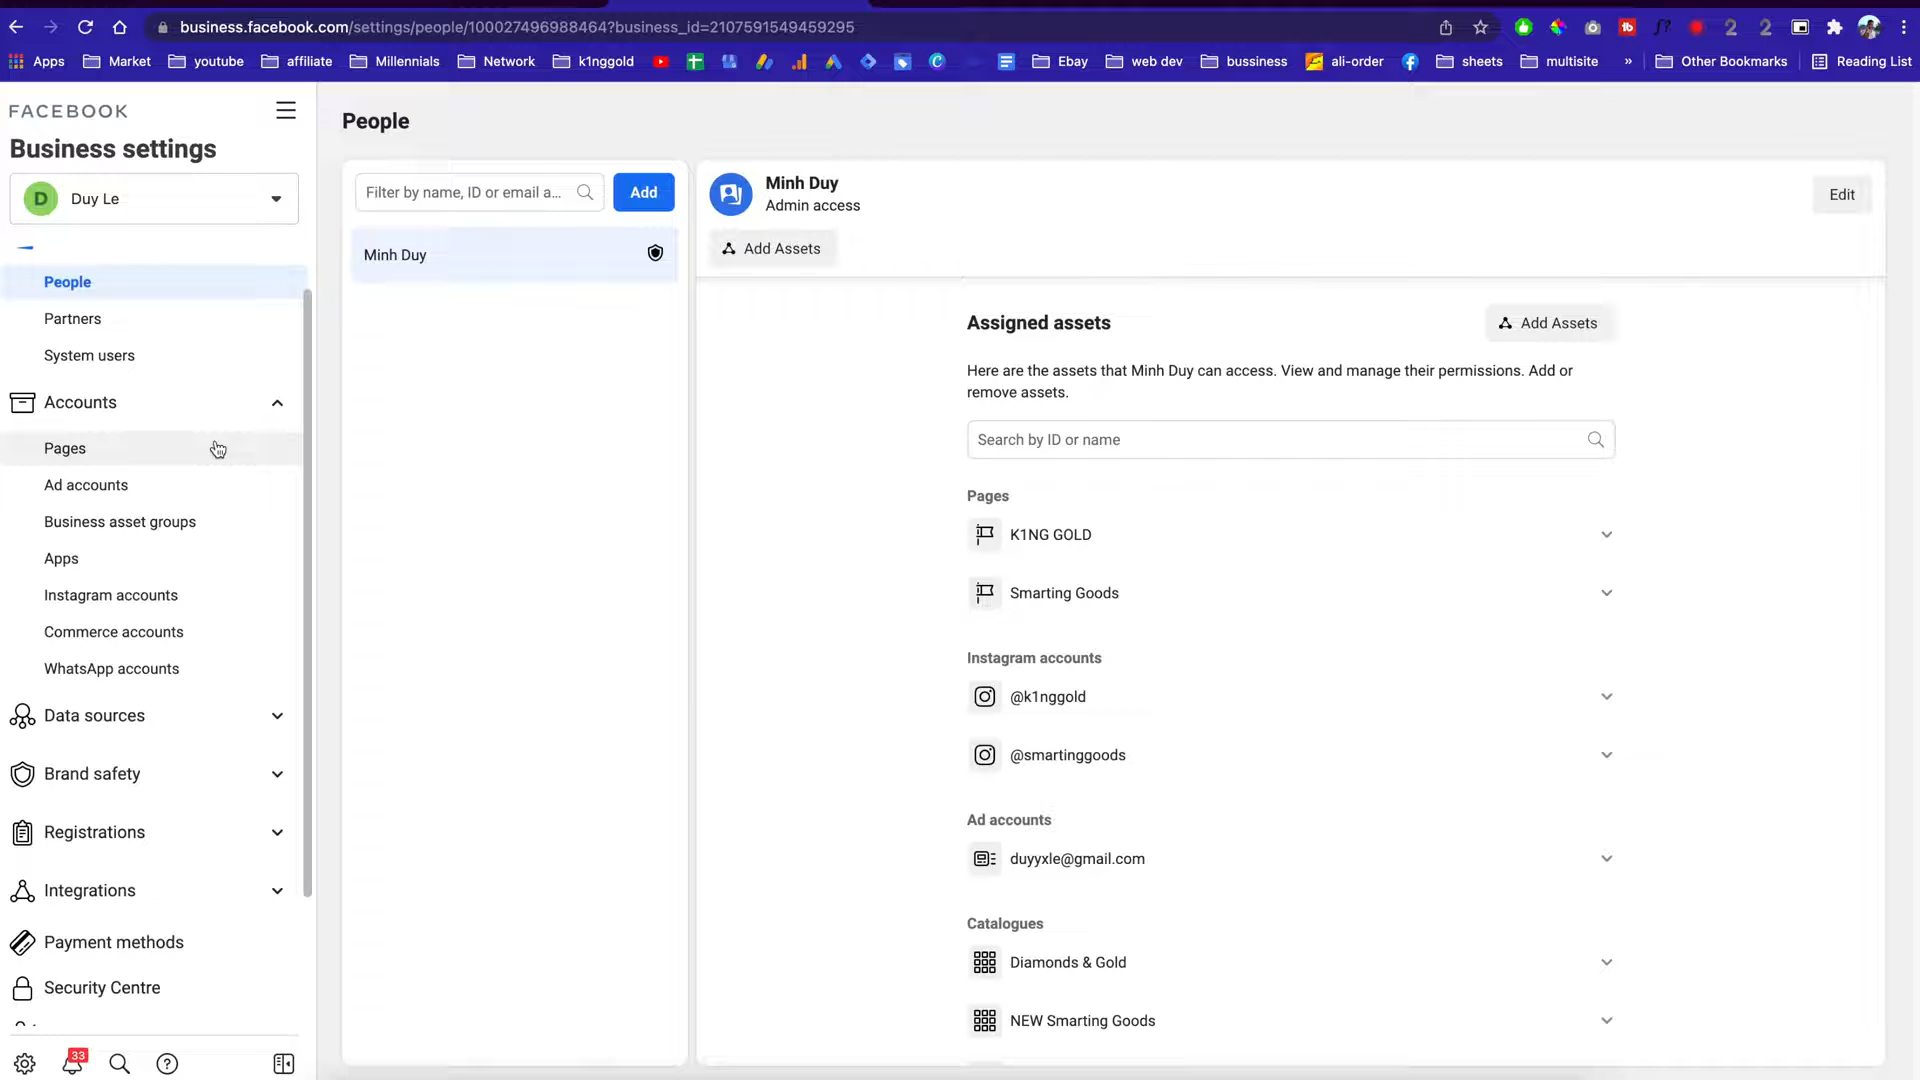 business.facebook.com/settings/people/100027496988464?business_id=2107591549459295
Apps Market youtube affiliate Millennials Network k1nggold Ebay web dev bussiness ali-order sheets multisite » Other Bookmarks Reading List
FACEBOOK
Business settings
D Duy Le
People
Partners
System users
Accounts
Pages
Ad accounts
Business asset groups
Apps
Instagram accounts
Commerce accounts
WhatsApp accounts
Data sources
Brand safety
Registrations
Integrations
Payment methods
Security Centre
33
People
Filter by name, ID or email a...
Add
Minh Duy
Minh Duy
Admin access
Edit
Add Assets
Assigned assets
Add Assets
Here are the assets that Minh Duy can access. View and manage their permissions. Add or
remove assets.
Search by ID or name
Pages
K1NG GOLD
Smarting Goods
Instagram accounts
@k1nggold
@smartinggoods
Ad accounts
duyyxle@gmail.com
Catalogues
Diamonds & Gold
NEW Smarting Goods